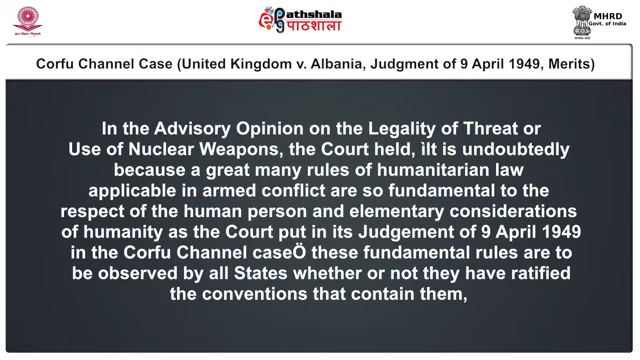 ePathshala
पाठशाला
MHRD
Govt. of India
Corfu Channel Case (United Kingdom v. Albania, Judgment of 9 April 1949, Merits)
In the Advisory Opinion on the Legality of Threat or
Use of Nuclear Weapons, the Court held, ìIt is undoubtedly
because a great many rules of humanitarian law
applicable in armed conflict are so fundamental to the
respect of the human person and elementary considerations
of humanity as the Court put in its Judgement of 9 April 1949
in the Corfu Channel caseÖ these fundamental rules are to
be observed by all States whether or not they have ratified
the conventions that contain them,